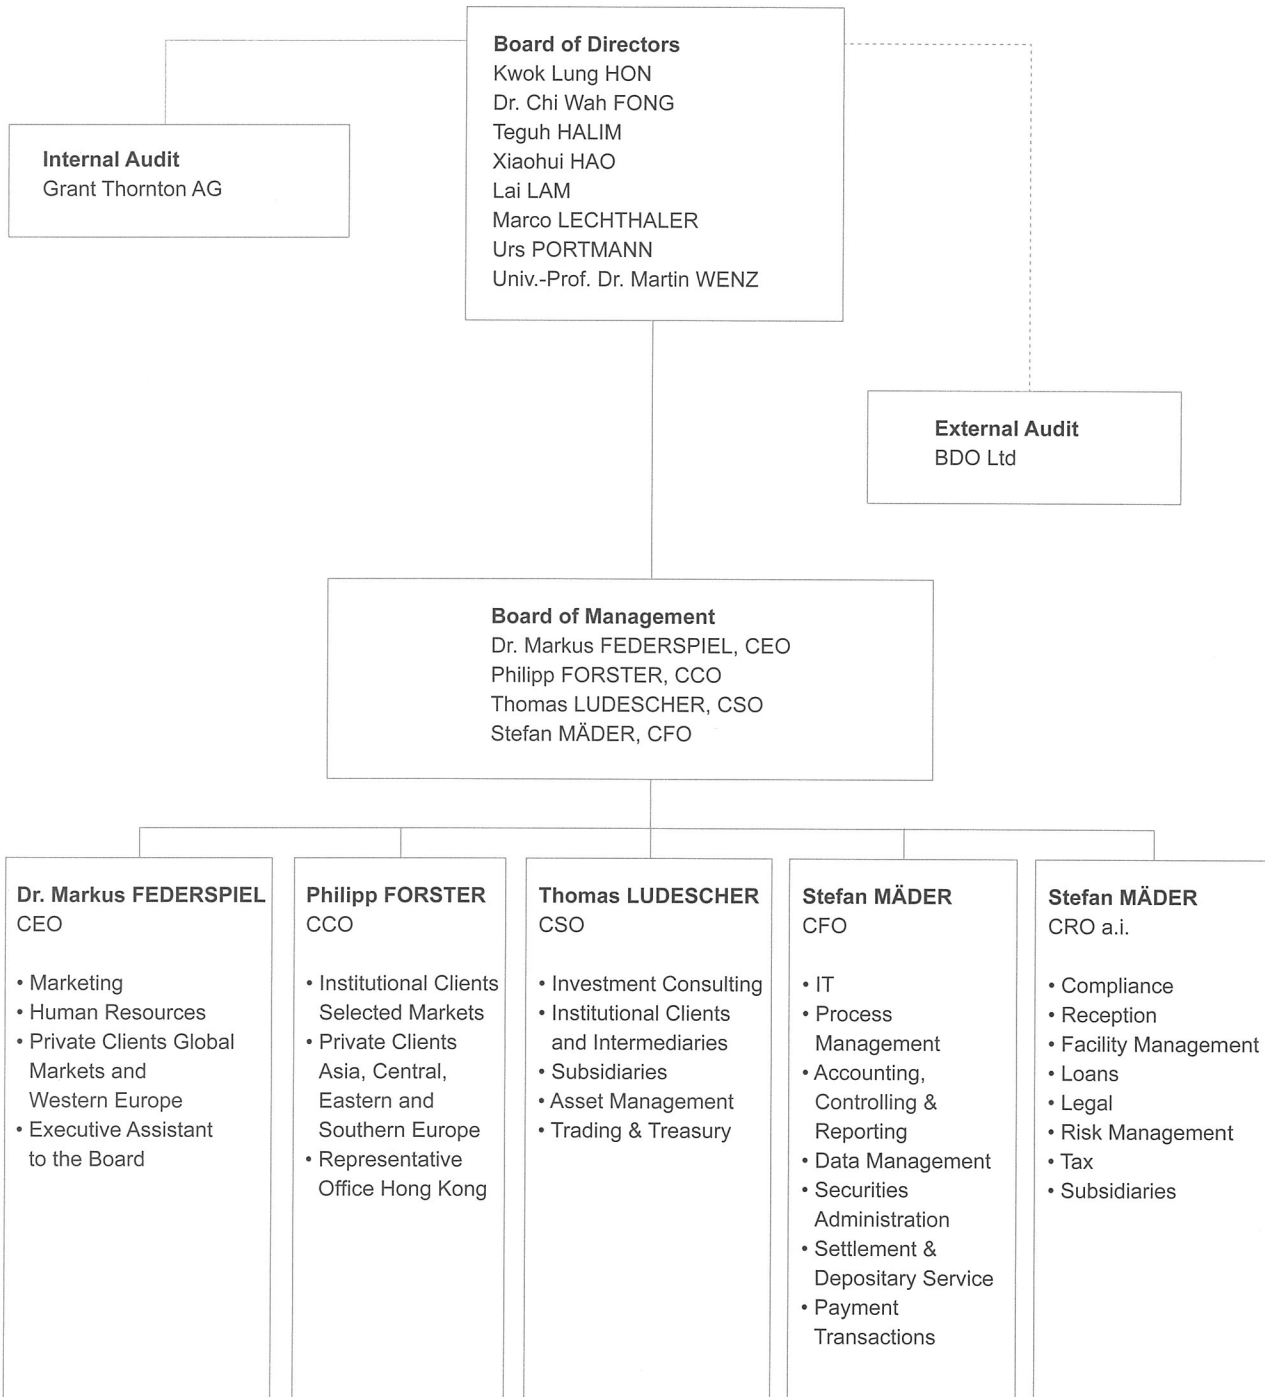 Board of Directors
Kwok Lung HON
Dr. Chi Wah FONG
Teguh HALIM
Xiaohui HAO
Lai LAM
Marco LECHTHALER
Urs PORTMANN
Univ.-Prof. Dr. Martin WENZ
Internal Audit
Grant Thornton AG
External Audit
BDO Ltd
Board of Management
Dr. Markus FEDERSPIEL, CEO
Philipp FORSTER, CCO
Thomas LUDESCHER, CSO
Stefan MÄDER, CFO
Dr. Markus FEDERSPIEL
CEO
• Marketing
• Human Resources
• Private Clients Global
Markets and
Western Europe
• Executive Assistant
to the Board
Philipp FORSTER
CCO
• Institutional Clients
Selected Markets
• Private Clients
Asia, Central,
Eastern and
Southern Europe
• Representative
Office Hong Kong
Thomas LUDESCHER
CSO
• Investment Consulting
• Institutional Clients
and Intermediaries
• Subsidiaries
• Asset Management
• Trading & Treasury
Stefan MÄDER
CFO
• IT
• Process
Management
• Accounting,
Controlling &
Reporting
• Data Management
• Securities
Administration
• Settlement &
Depositary Service
• Payment
Transactions
Stefan MÄDER
CRO a.i.
• Compliance
• Reception
• Facility Management
• Loans
• Legal
• Risk Management
• Tax
• Subsidiaries